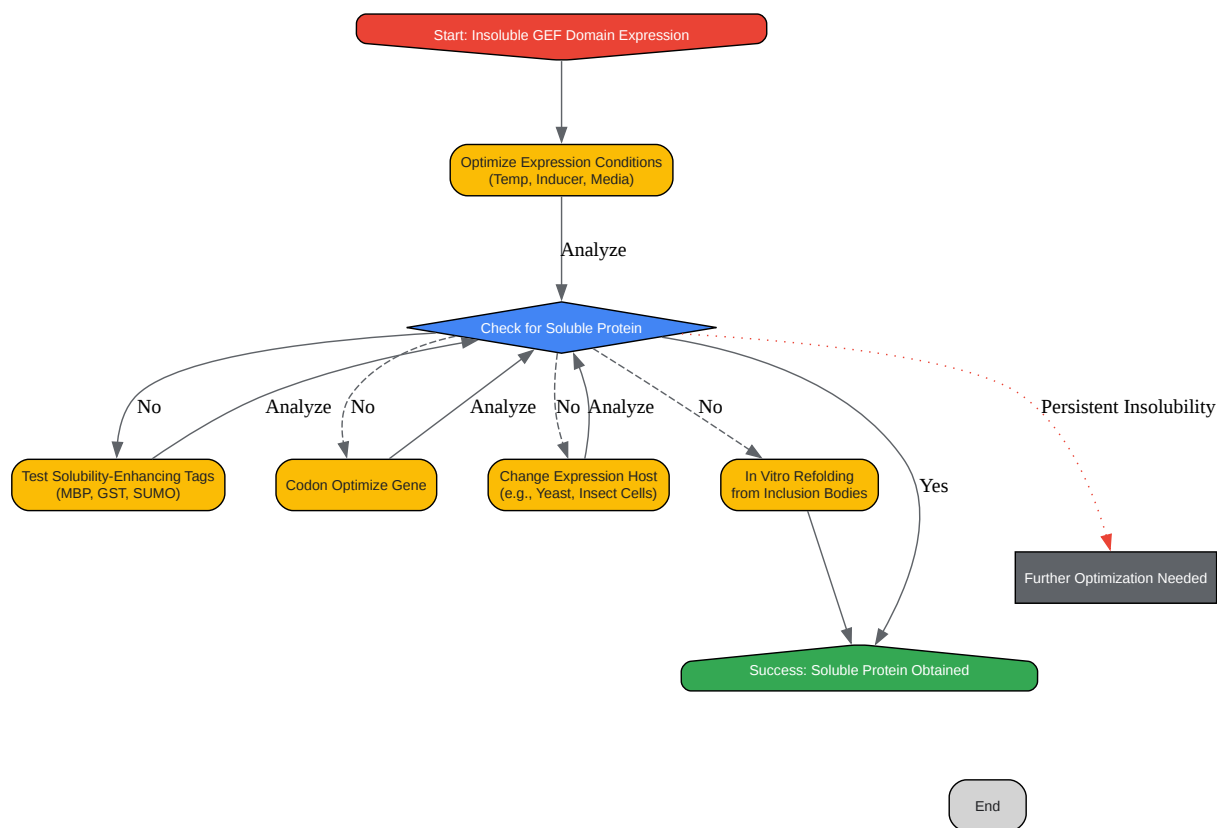 Start: Insoluble GEF Domain Expression
Optimize Expression Conditions
(Temp, Inducer, Media)
Analyze
Check for Soluble Protein
No
Analyze
No
Analyze
No
Analyze
No
Persistent Insolubility
Test Solubility-Enhancing Tags
(MBP, GST, SUMO)
Codon Optimize Gene
Change Expression Host
(e.g., Yeast, Insect Cells)
In Vitro Refolding
from Inclusion Bodies
Yes
Further Optimization Needed
Success: Soluble Protein Obtained
End